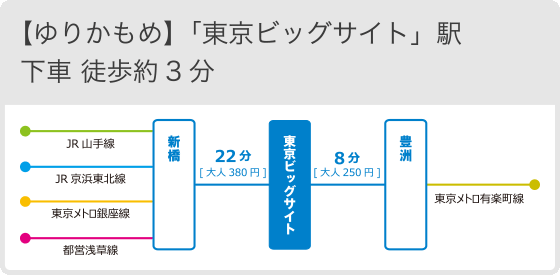 【ゆりかもめ】「東京ビッグサイト」駅
下車 徒歩約3分
JR山手線
JR京浜東北線
東京メトロ銀座線
都営浅草線
新橋
22分
[ 大人 380 円 ]
東京ビッグサイト
8分
[ 大人 250 円 ]
豊洲
東京メトロ有楽町線